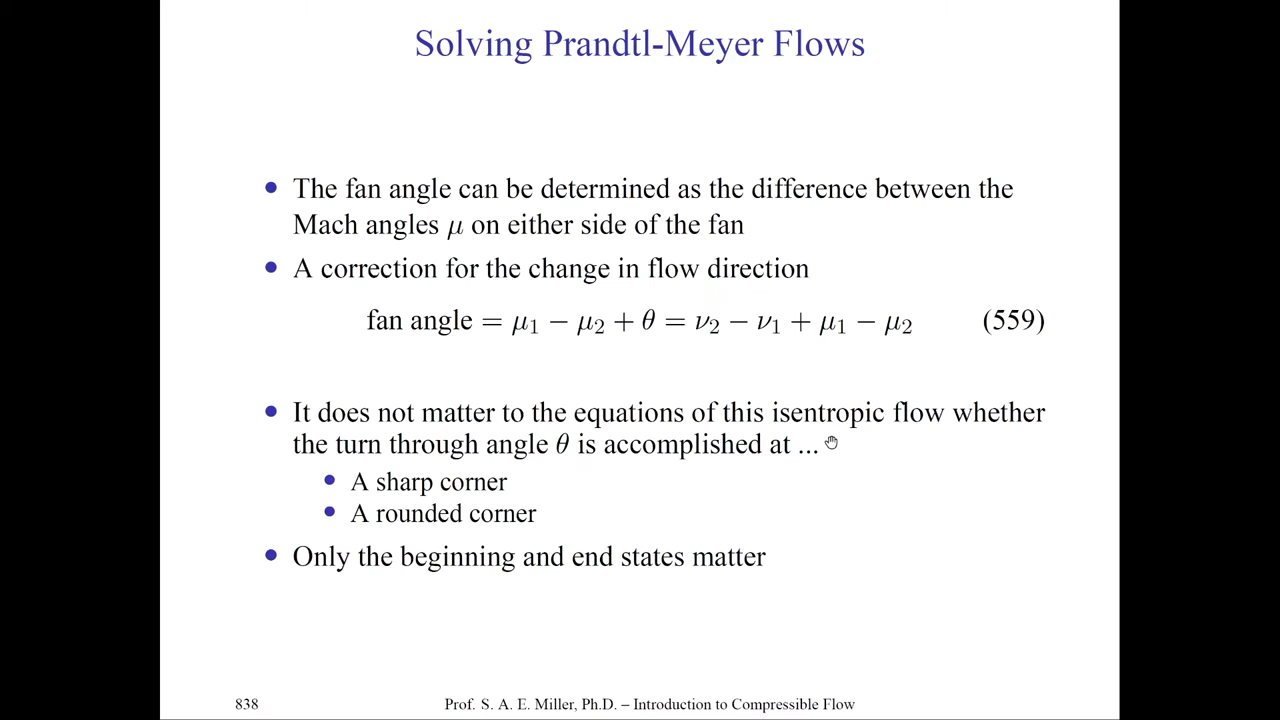 Solving Prandtl-Meyer Flows
• The fan angle can be determined as the difference between the
Mach angles μ on either side of the fan
• A correction for the change in flow direction
fan angle = μ₁ − μ₂ + θ = ν₂ − ν₁ + μ₁ − μ₂ (559)
• It does not matter to the equations of this isentropic flow whether
the turn through angle θ is accomplished at ...
• A sharp corner
• A rounded corner
• Only the beginning and end states matter
838 Prof. S. A. E. Miller, Ph.D. – Introduction to Compressible Flow